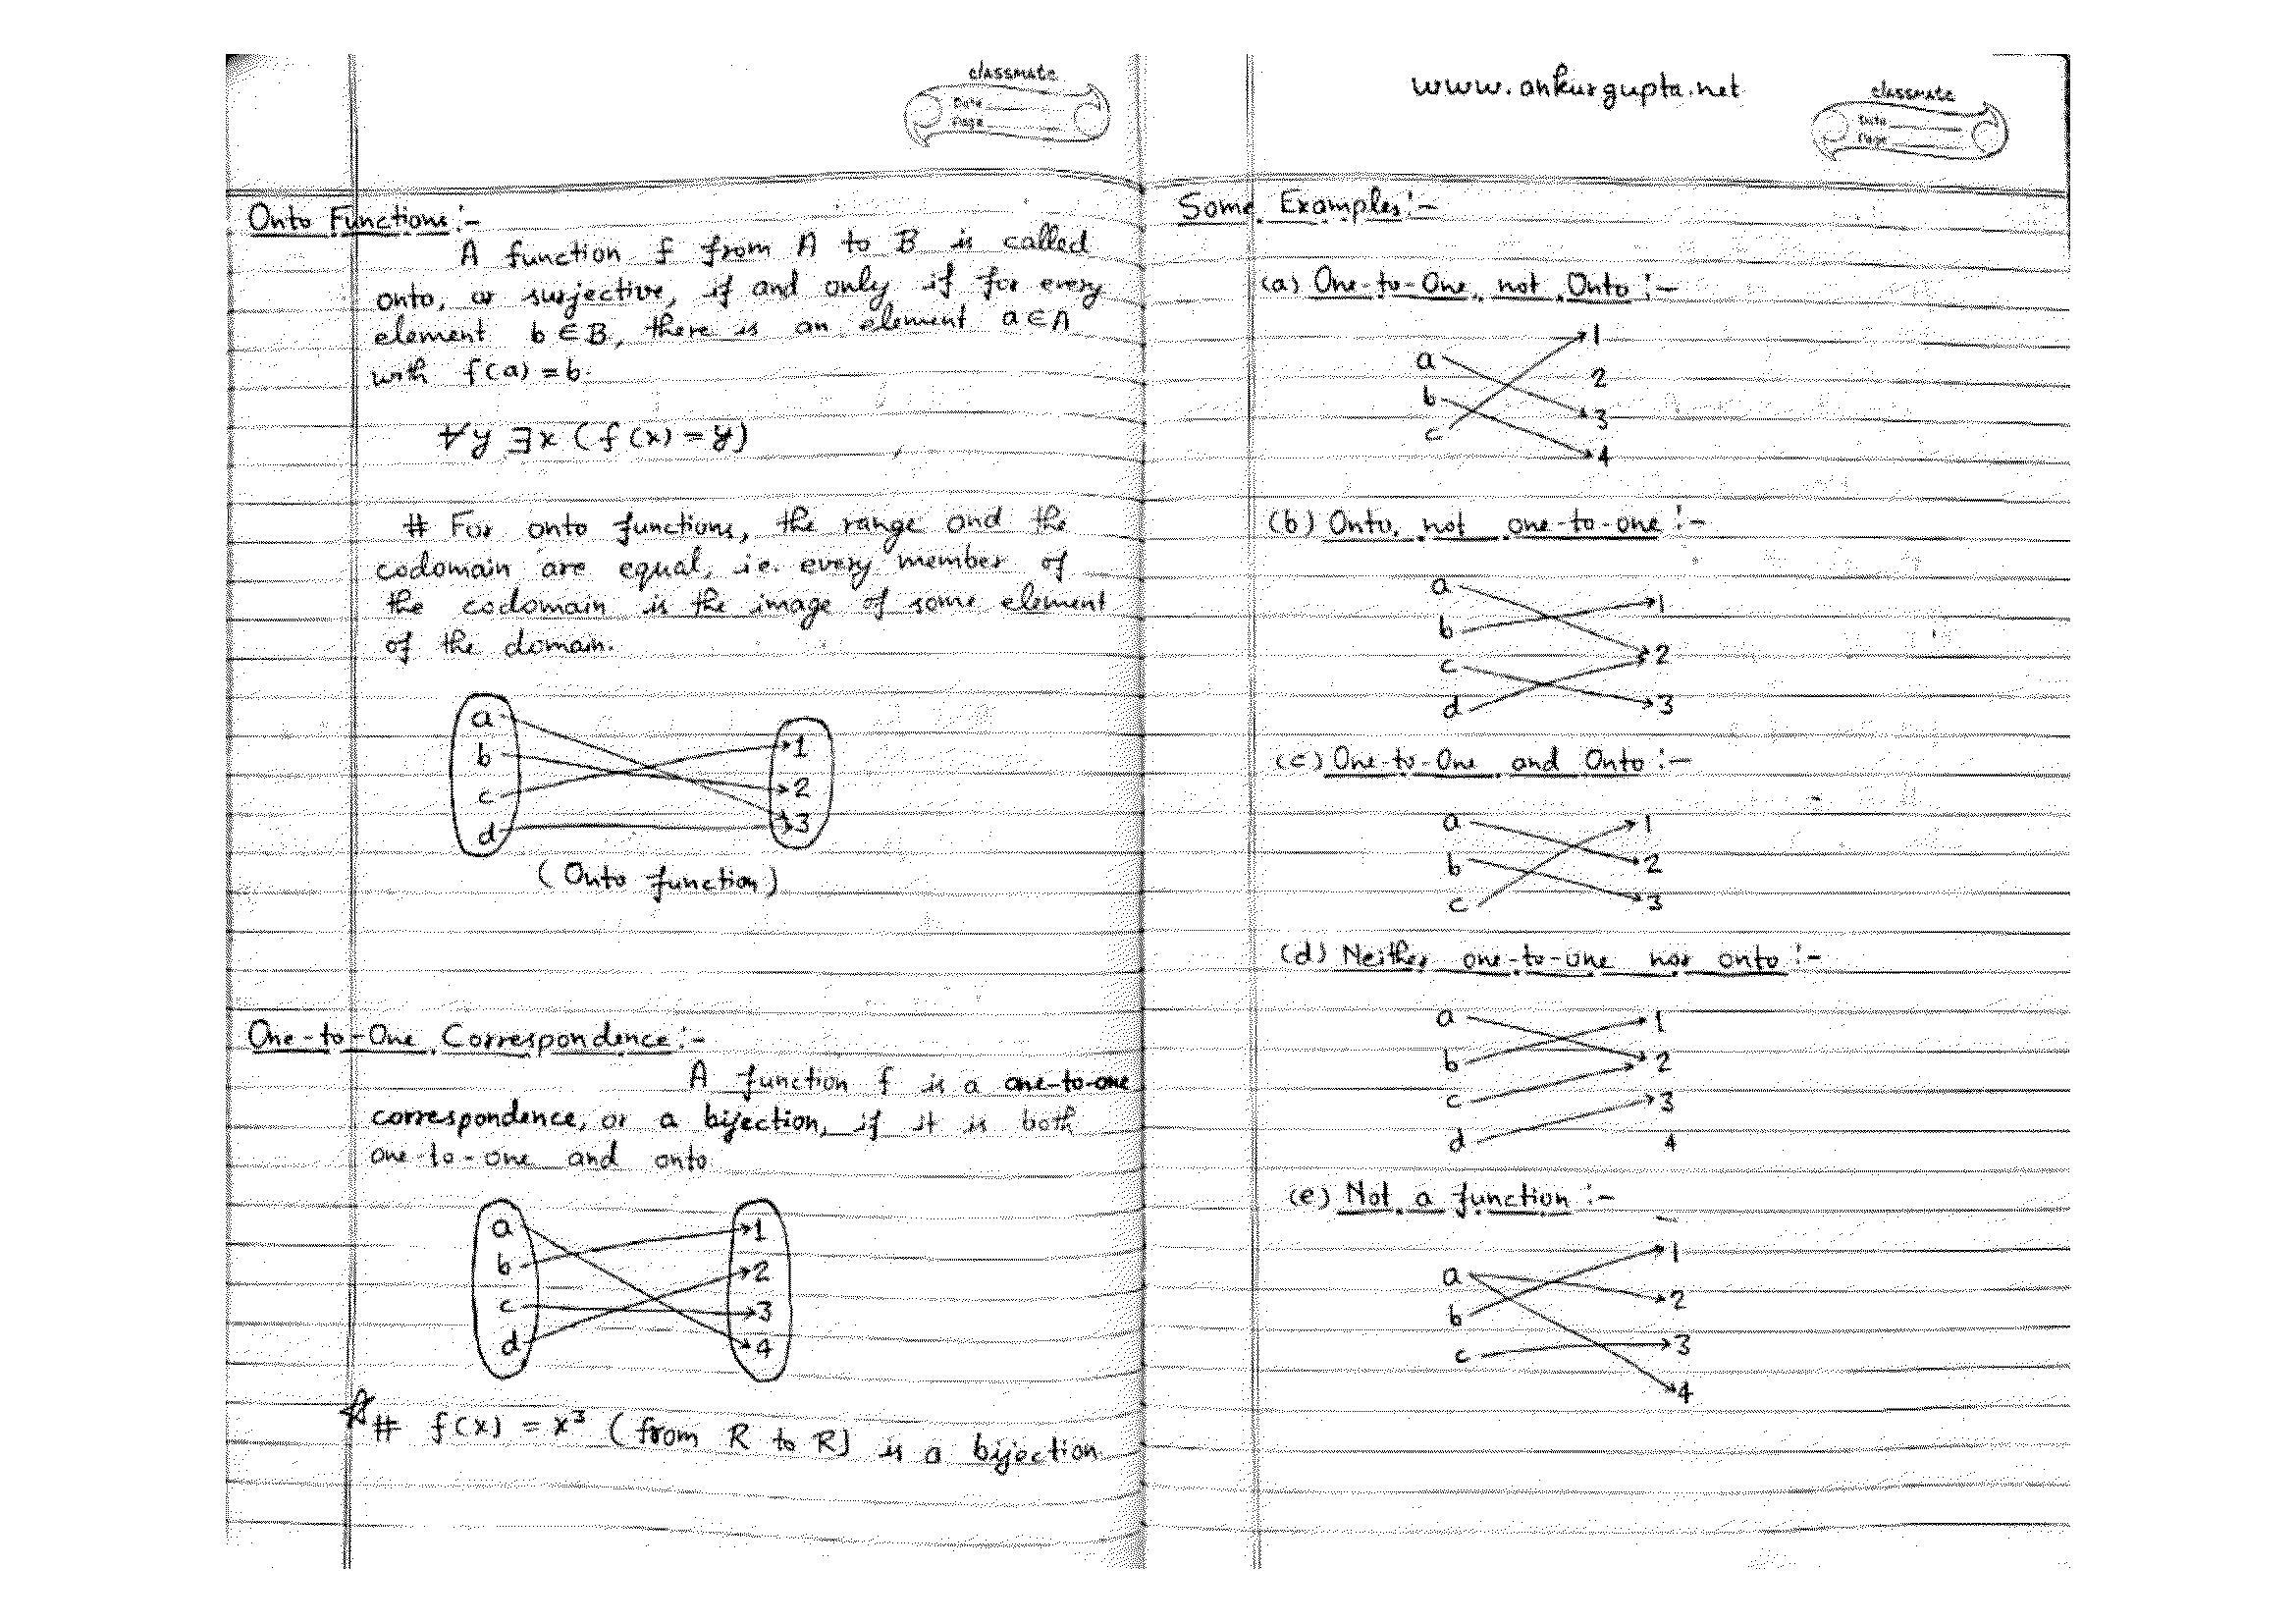 classmate
Date
Page
Onto Functions :-
A function f from A to B is called
onto, or surjective, if and only if for every
element b ∈ B, there is an element a ∈ A
with f(a) = b.
∀y ∃x (f(x) = y)
# For onto functions, the range and the
codomain are equal, i.e. every member of
the codomain is the image of some element
of the domain.
a
b
c
d
1
2
3
(Onto function)
One-to-One Correspondence :-
A function f is a one-to-one
correspondence, or a bijection, if it is both
one-to-one and onto
a
b
c
d
1
2
3
4
# f(x) = x³ (from R to R) is a bijection
www.ankurgupta.net
classmate
Date
Page
Some Examples :-
(a) One-to-One, not Onto :-
a
b
c
1
2
3
4
(b) Onto, not one-to-one :-
a
b
c
d
1
2
3
(c) One-to-One and Onto :-
a
b
c
1
2
3
(d) Neither one-to-one nor onto :-
a
b
c
d
1
2
3
4
(e) Not a function :-
a
b
c
1
2
3
4